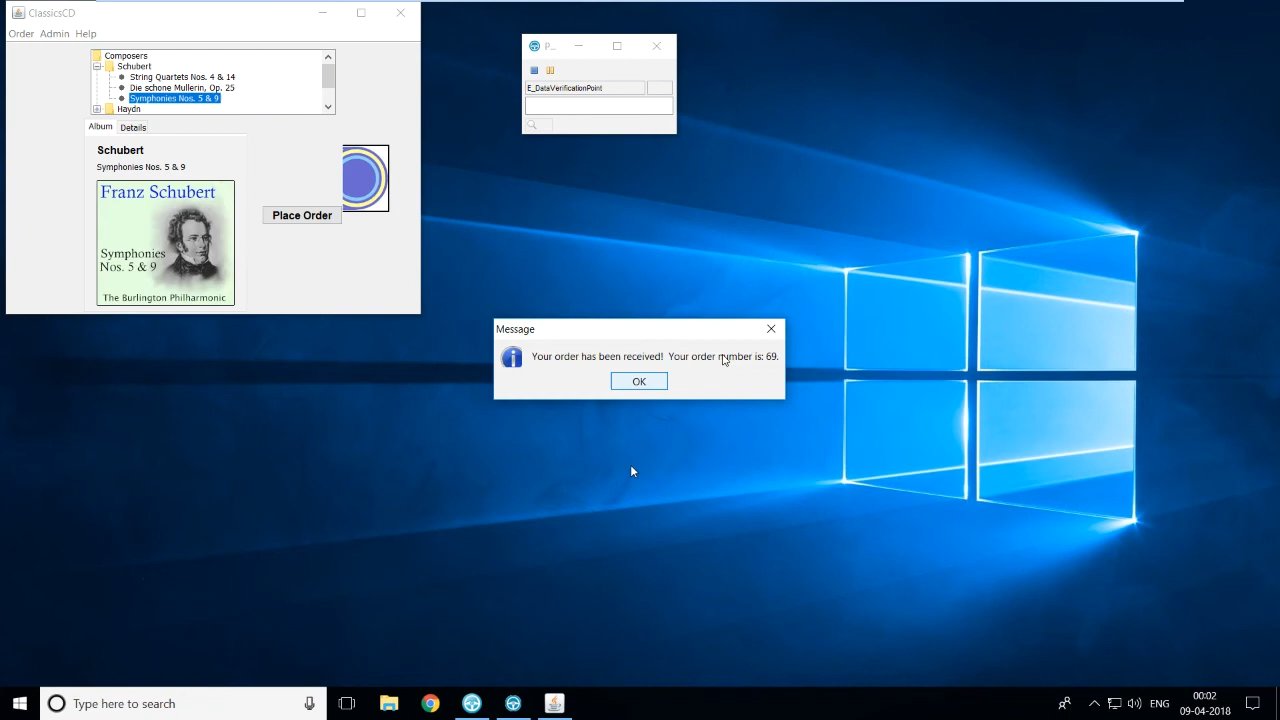 ClassicsCD
Order Admin Help
Composers
Schubert
String Quartets Nos. 4 & 14
Die schone Mullerin, Op. 25
Symphonies Nos. 5 & 9
Haydn
Album Details
Schubert
Symphonies Nos. 5 & 9
Franz Schubert
Symphonies
Nos. 5 & 9
The Burlington Philharmonic
Place Order
P...
E_DataVerificationPoint
Message
Your order has been received! Your order number is: 69.
OK
Type here to search
ENG
00:02
09-04-2018